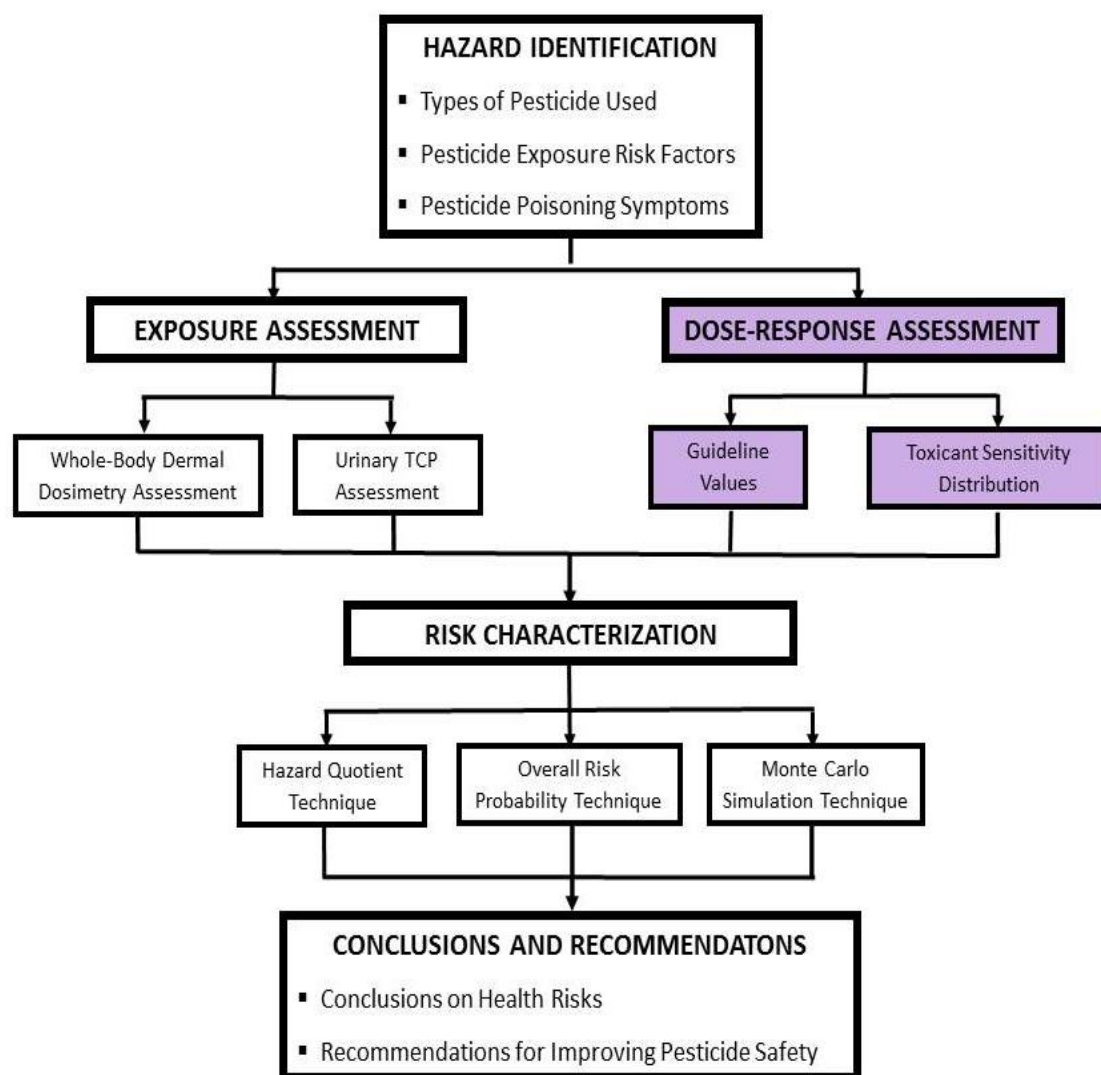 HAZARD IDENTIFICATION
▪ Types of Pesticide Used
▪ Pesticide Exposure Risk Factors
▪ Pesticide Poisoning Symptoms
EXPOSURE ASSESSMENT
DOSE-RESPONSE ASSESSMENT
Whole-Body Dermal
Dosimetry Assessment
Urinary TCP
Assessment
Guideline
Values
Toxicant Sensitivity
Distribution
RISK CHARACTERIZATION
Hazard Quotient
Technique
Overall Risk
Probability Technique
Monte Carlo
Simulation Technique
CONCLUSIONS AND RECOMMENDATONS
▪ Conclusions on Health Risks
▪ Recommendations for Improving Pesticide Safety